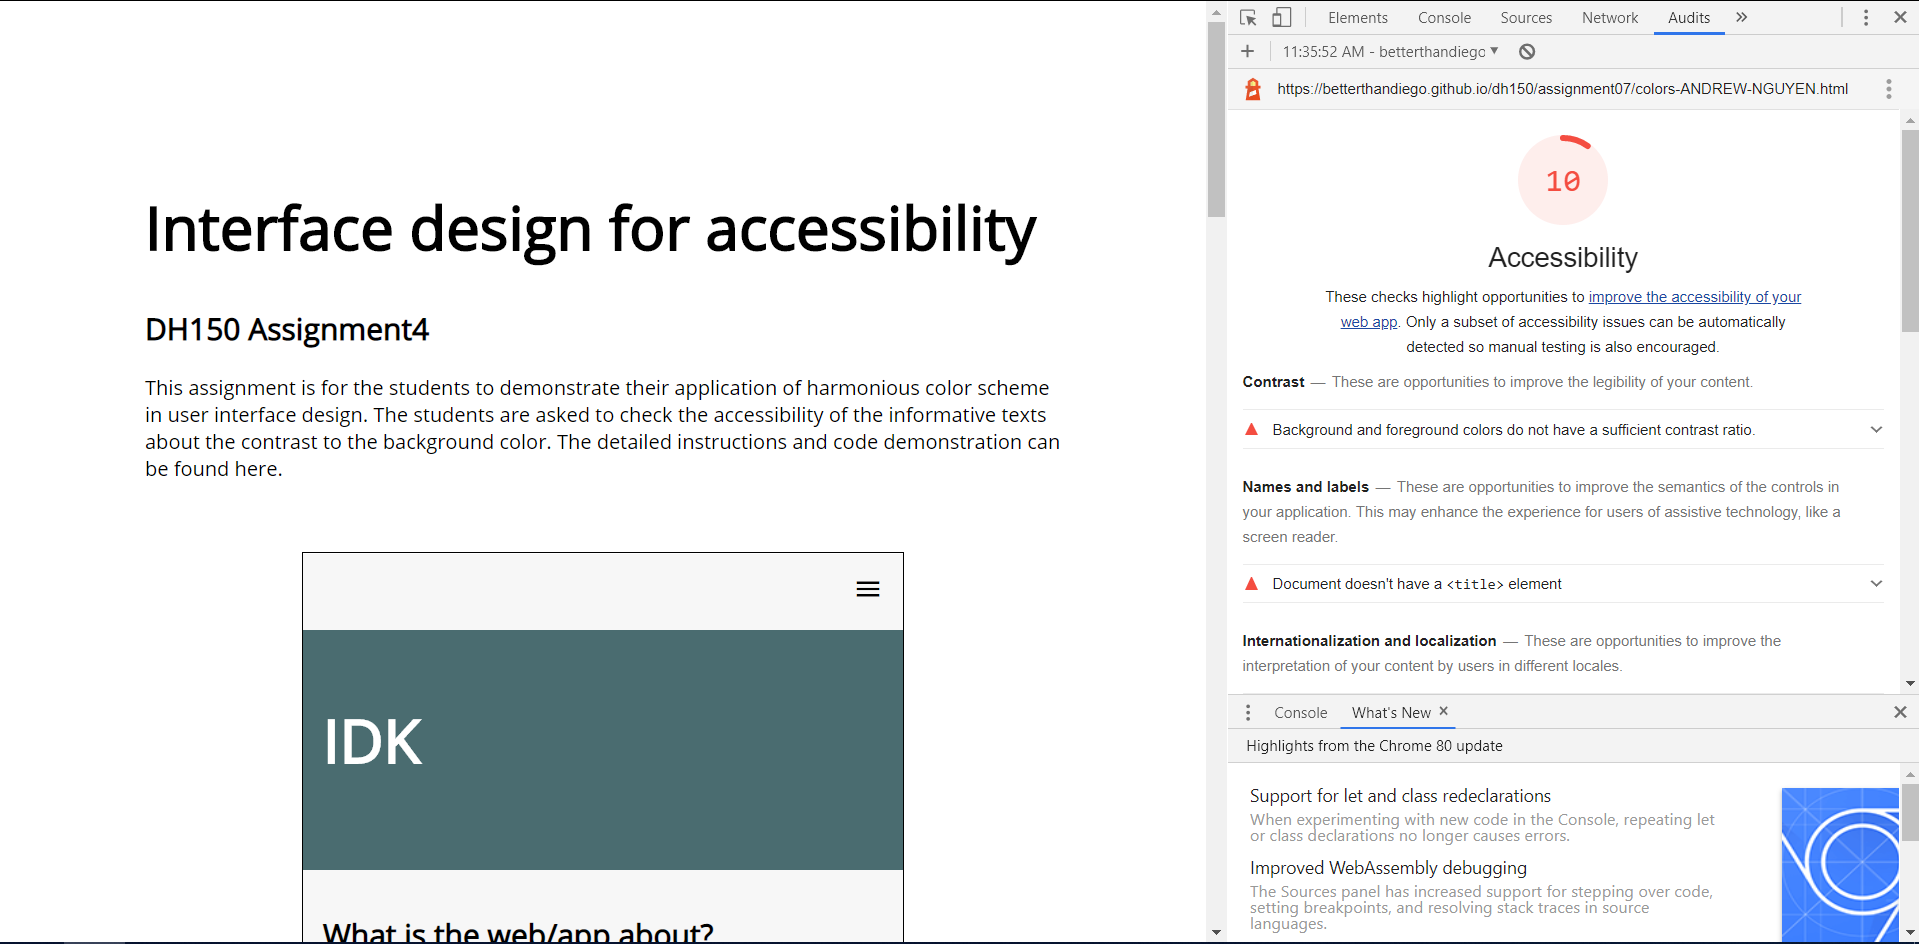 Interface design for accessibility
DH150 Assignment4
This assignment is for the students to demonstrate their application of harmonious color scheme
in user interface design. The students are asked to check the accessibility of the informative texts
about the contrast to the background color. The detailed instructions and code demonstration can
be found here.
IDK
What is the web/app about?
Elements Console Sources Network Audits »
11:35:52 AM - betterthandiego
https://betterthandiego.github.io/dh150/assignment07/colors-ANDREW-NGUYEN.html
10
Accessibility
These checks highlight opportunities to improve the accessibility of your
web app. Only a subset of accessibility issues can be automatically
detected so manual testing is also encouraged.
Contrast — These are opportunities to improve the legibility of your content.
Background and foreground colors do not have a sufficient contrast ratio.
Names and labels — These are opportunities to improve the semantics of the controls in
your application. This may enhance the experience for users of assistive technology, like a
screen reader.
Document doesn't have a <title> element
Internationalization and localization — These are opportunities to improve the
interpretation of your content by users in different locales.
Console What's New ×
Highlights from the Chrome 80 update
Support for let and class redeclarations
When experimenting with new code in the Console, repeating let
or class declarations no longer causes errors.
Improved WebAssembly debugging
The Sources panel has increased support for stepping over code,
setting breakpoints, and resolving stack traces in source
languages.